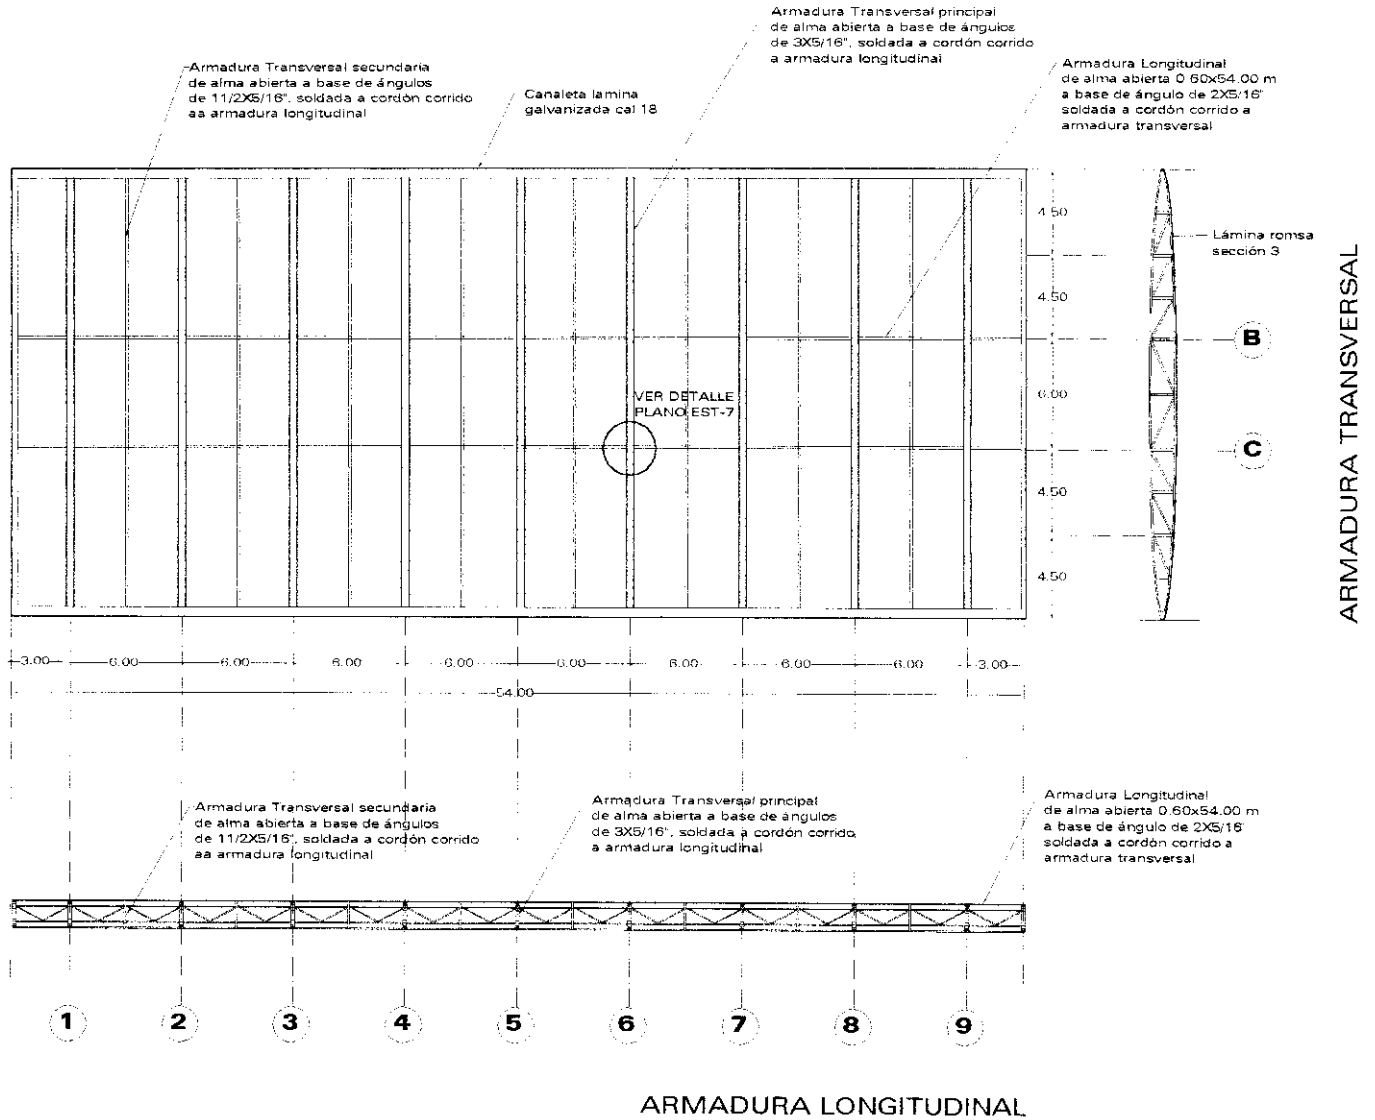 Armadura Transversal principal
de alma abierta a base de ángulos
de 3X5/16", soldada a cordón corrido
a armadura longitudinal
Armadura Transversal secundaria
de alma abierta a base de ángulos
de 11/2X5/16", soldada a cordón corrido
aa armadura longitudinal
Canaleta lamina
galvanizada cal 18
Armadura Longitudinal
de alma abierta 0.60x54.00 m
a base de ángulo de 2X5/16"
soldada a cordón corrido a
armadura transversal
4.50
Lámina romsa
sección 3
4.50
B
VER DETALLE
PLANO EST-7
6.00
C
4.50
4.50
ARMADURA TRANSVERSAL
3.00 6.00 6.00 6.00 6.00 6.00 6.00 6.00 6.00 3.00
54.00
Armadura Transversal secundaria
de alma abierta a base de ángulos
de 11/2X5/16", soldada a cordón corrido
aa armadura longitudinal
Armadura Transversal principal
de alma abierta a base de ángulos
de 3X5/16", soldada a cordón corrido
a armadura longitudinal
Armadura Longitudinal
de alma abierta 0.60x54.00 m
a base de ángulo de 2X5/16"
soldada a cordón corrido a
armadura transversal
1 2 3 4 5 6 7 8 9
ARMADURA LONGITUDINAL